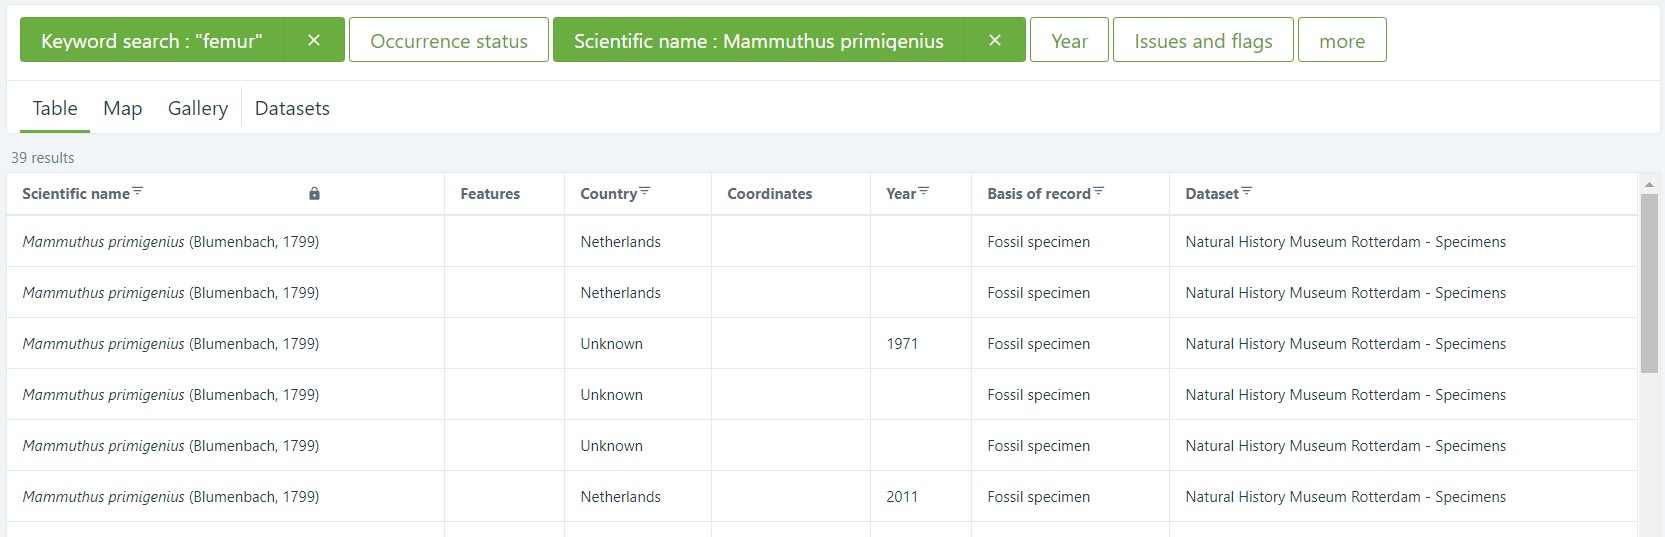 Keyword search : "femur" × Occurrence status Scientific name : Mammuthus primigenius × Year Issues and flags more
Table Map Gallery Datasets
39 results
Scientific name Features Country Coordinates Year Basis of record Dataset
Mammuthus primigenius (Blumenbach, 1799) Netherlands Fossil specimen Natural History Museum Rotterdam - Specimens
Mammuthus primigenius (Blumenbach, 1799) Netherlands Fossil specimen Natural History Museum Rotterdam - Specimens
Mammuthus primigenius (Blumenbach, 1799) Unknown 1971 Fossil specimen Natural History Museum Rotterdam - Specimens
Mammuthus primigenius (Blumenbach, 1799) Unknown Fossil specimen Natural History Museum Rotterdam - Specimens
Mammuthus primigenius (Blumenbach, 1799) Unknown Fossil specimen Natural History Museum Rotterdam - Specimens
Mammuthus primigenius (Blumenbach, 1799) Netherlands 2011 Fossil specimen Natural History Museum Rotterdam - Specimens